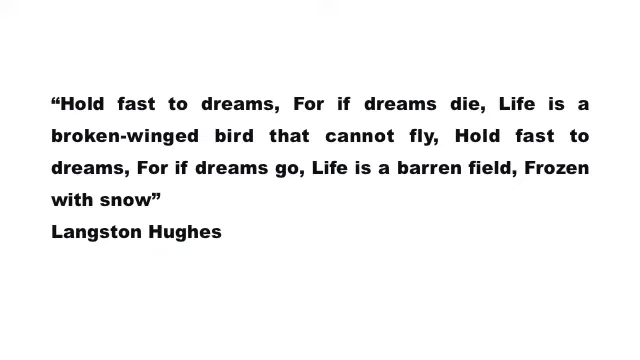 “Hold fast to dreams, For if dreams die, Life is a
broken-winged bird that cannot fly, Hold fast to
dreams, For if dreams go, Life is a barren field, Frozen
with snow”
Langston Hughes